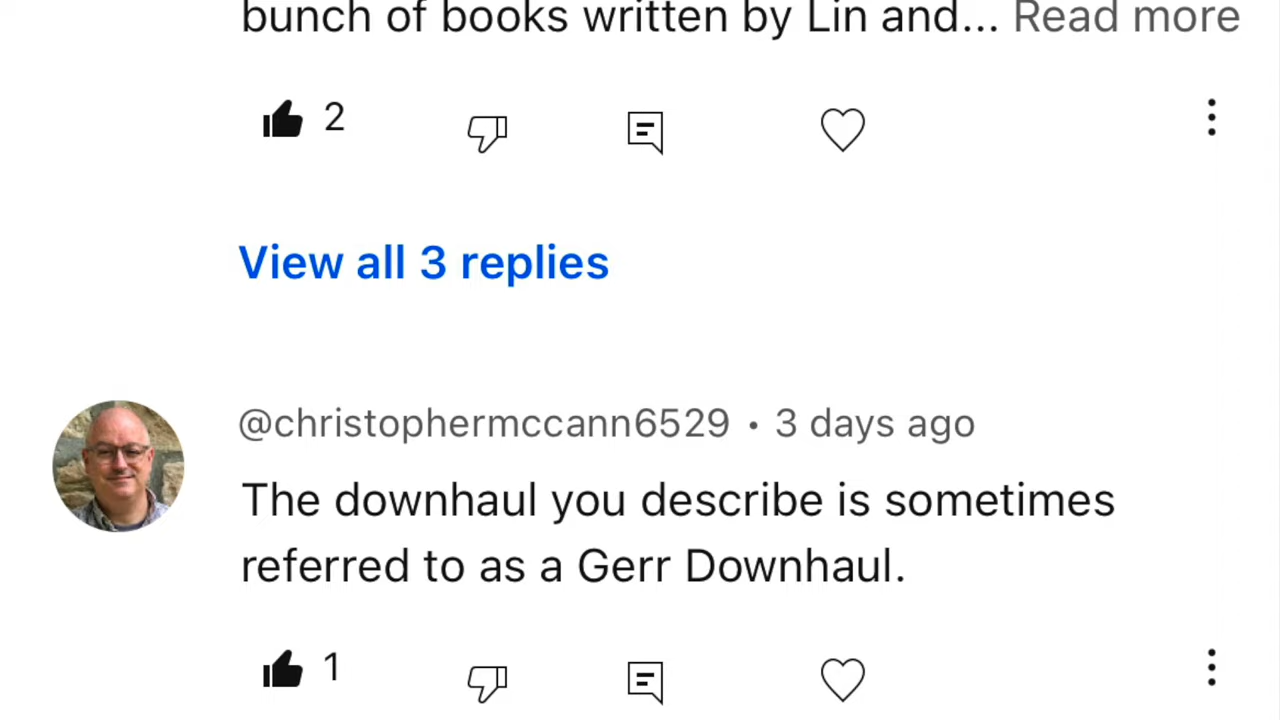 bunch of books written by Lin and... Read more
2
View all 3 replies
@christophermccann6529 • 3 days ago
The downhaul you describe is sometimes
referred to as a Gerr Downhaul.
1